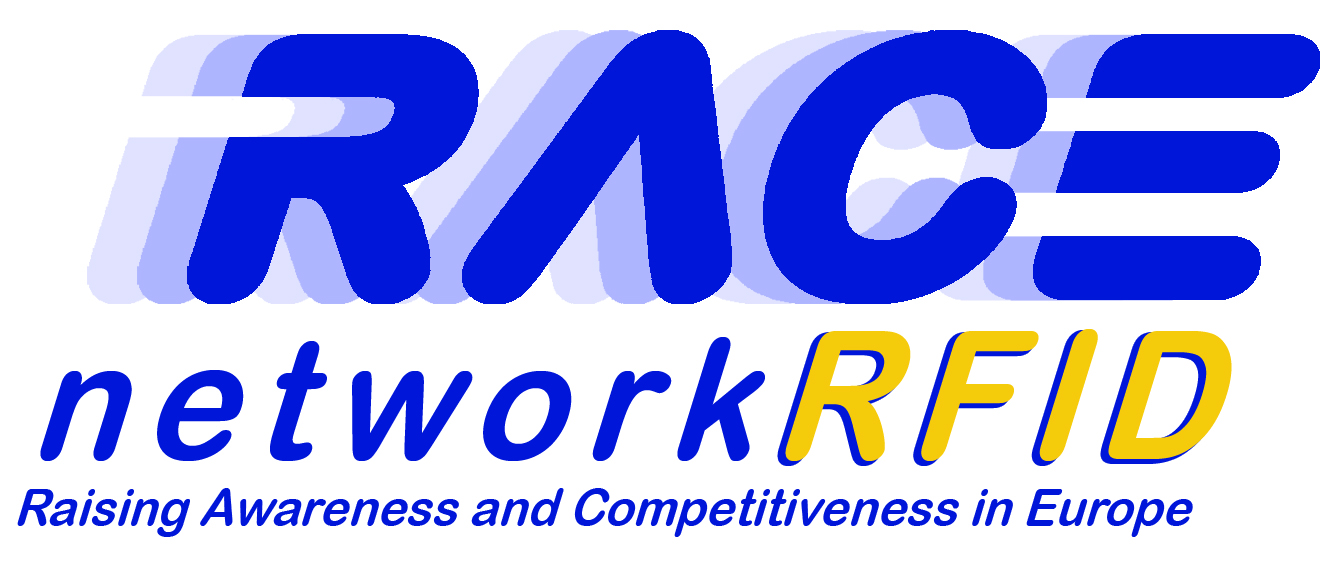 RACE
networkRFID
Raising Awareness and Competitiveness in Europe